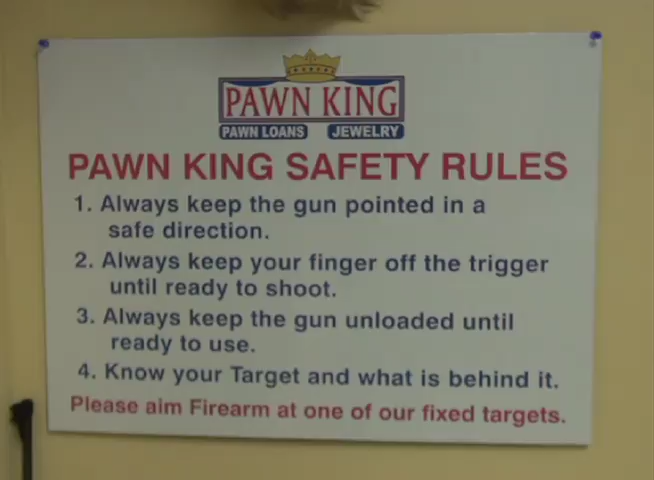 PAWN KING
PAWN LOANS JEWELRY
PAWN KING SAFETY RULES
1. Always keep the gun pointed in a
safe direction.
2. Always keep your finger off the trigger
until ready to shoot.
3. Always keep the gun unloaded until
ready to use.
4. Know your Target and what is behind it.
Please aim Firearm at one of our fixed targets.